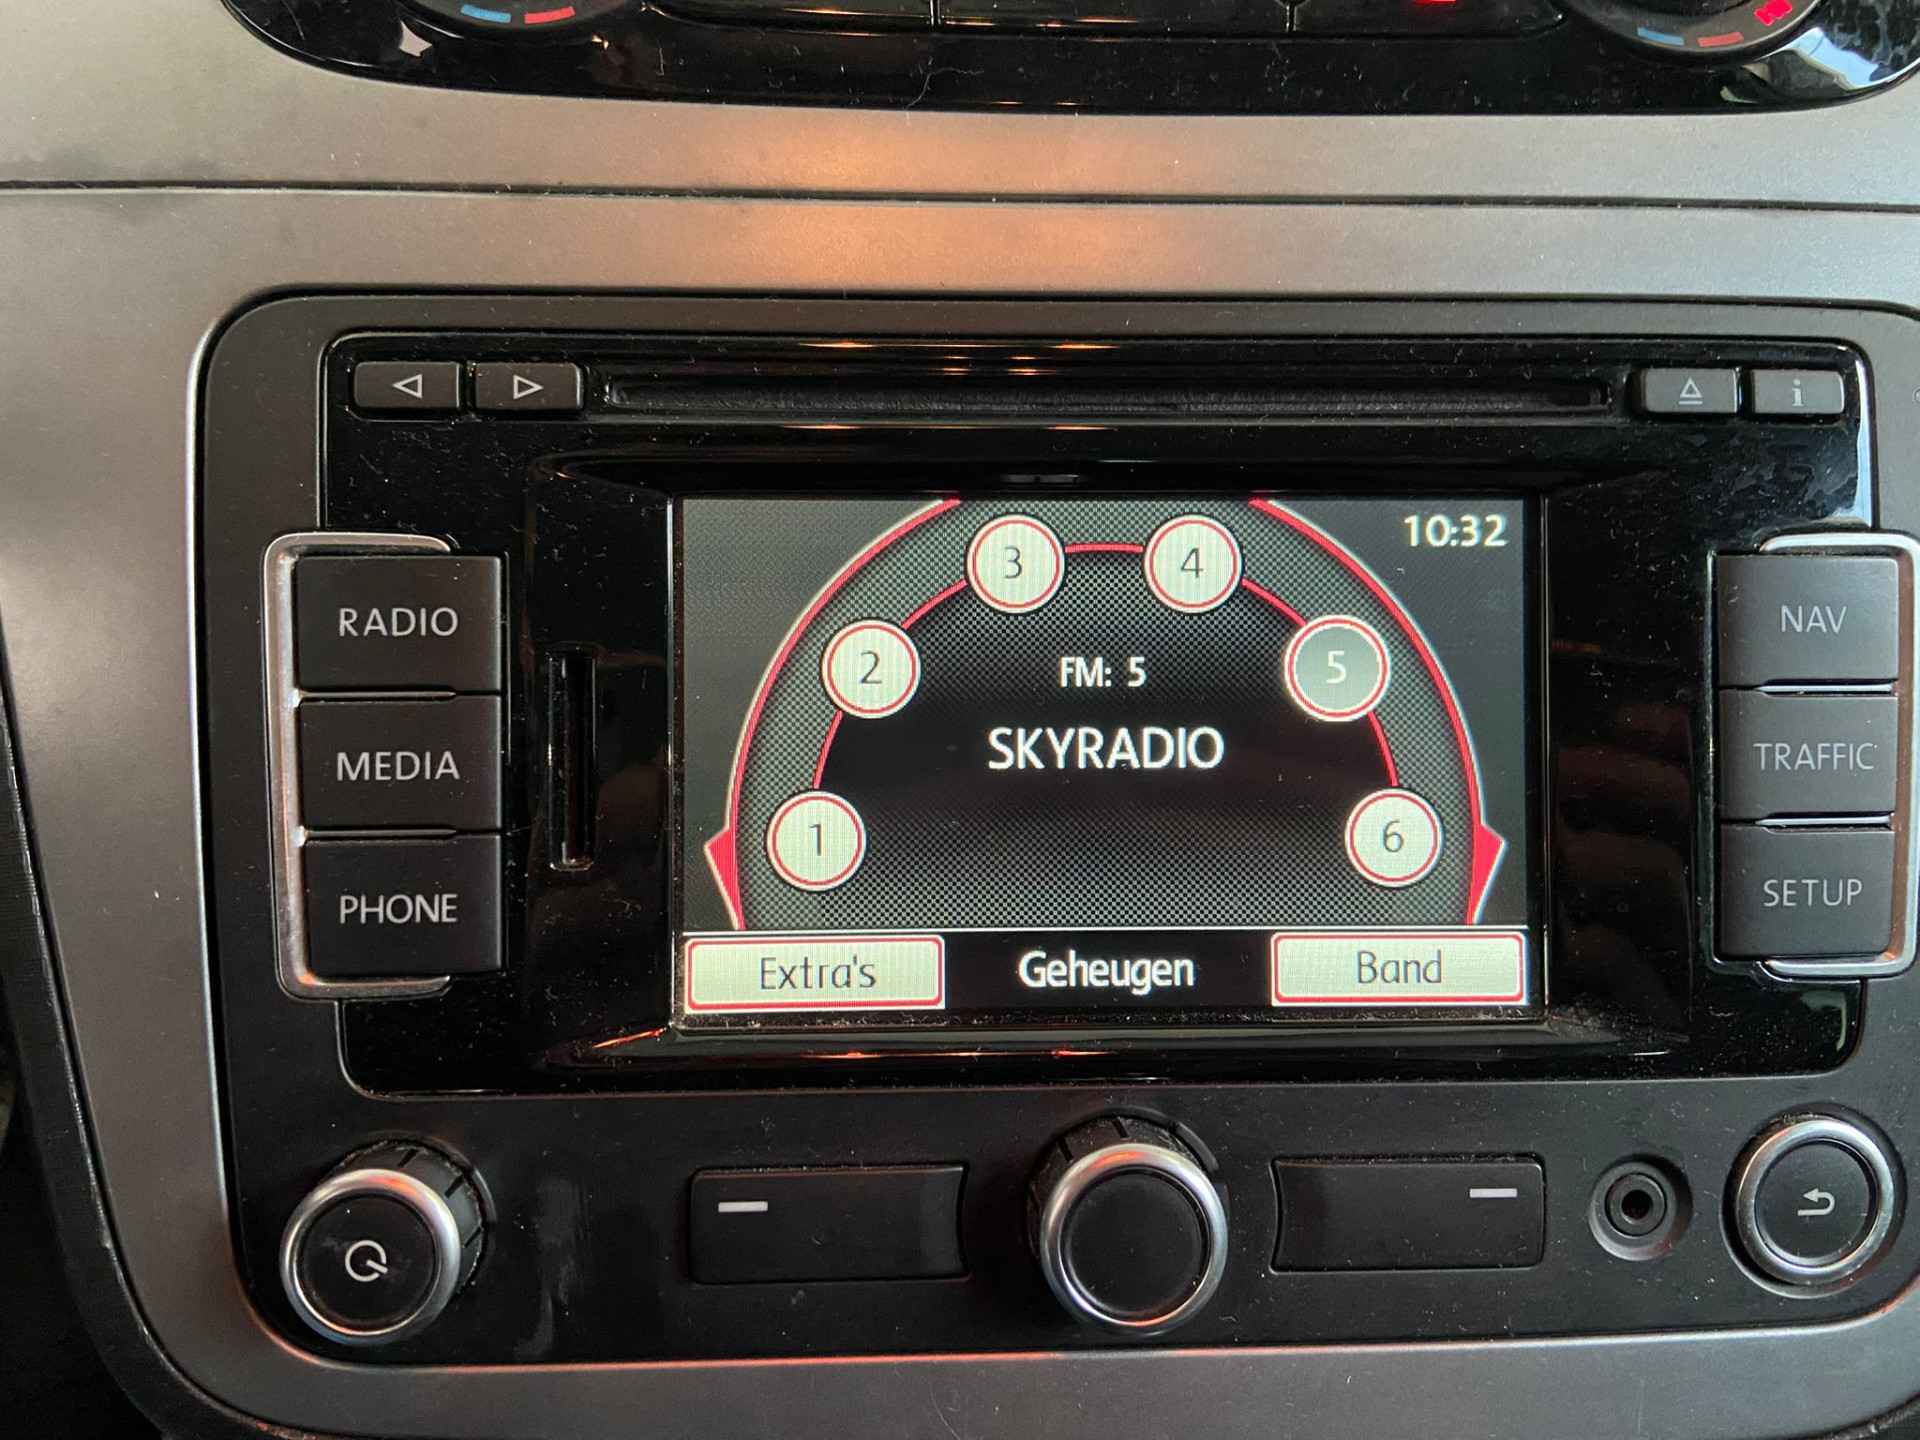 i
10:32
3 4
2 5
FM: 5
SKYRADIO
1 6
Extra's Geheugen Band
RADIO
MEDIA
PHONE
NAV
TRAFFIC
SETUP